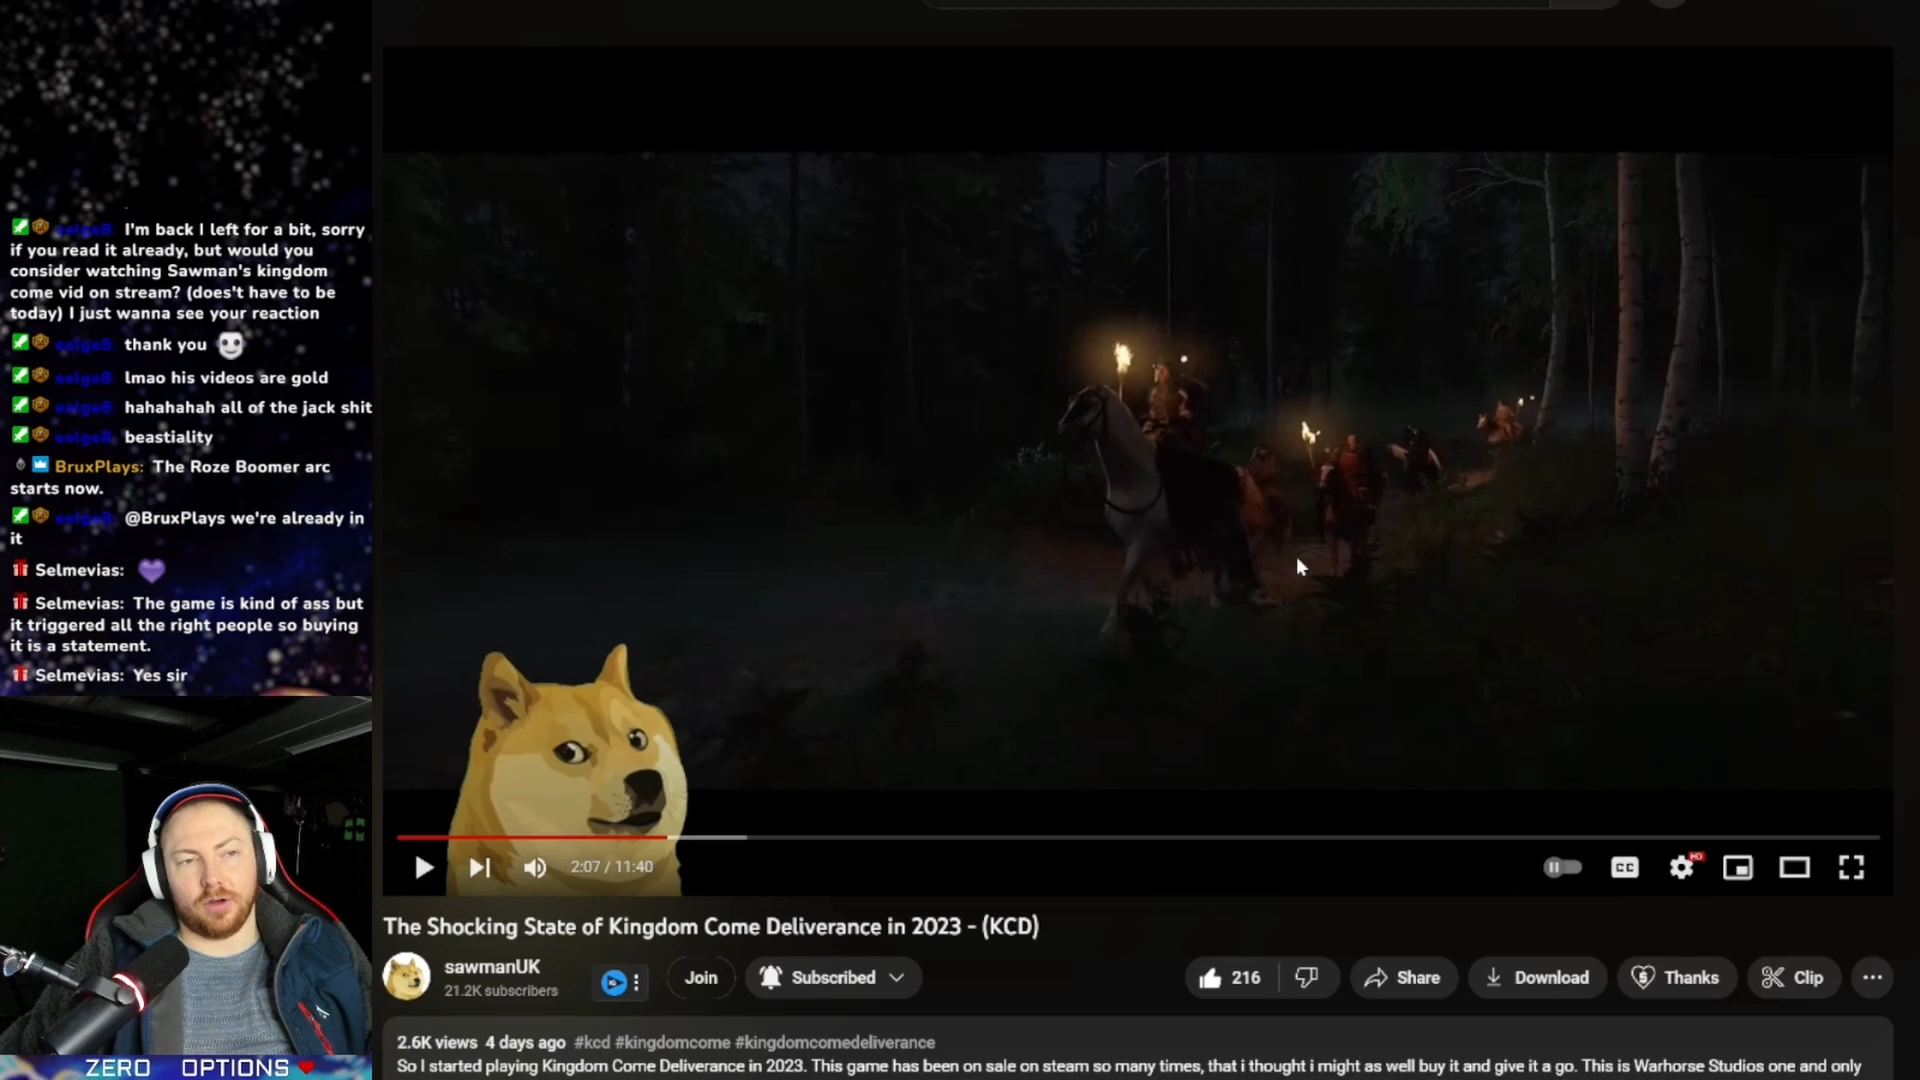 I'm back I left for a bit, sorry
if you read it already, but would you
consider watching Sawman's kingdom
come vid on stream? (does't have to be
today) I just wanna see your reaction
thank you
lmao his videos are gold
hahahahah all of the jack shit
beastiality
BruxPlays: The Roze Boomer arc
starts now.
@BruxPlays we're already in
it
Selmevias:
Selmevias: The game is kind of ass but
it triggered all the right people so buying
it is a statement.
Selmevias: Yes sir
ZERO OPTIONS
2:07 / 11:40
CC
HD
The Shocking State of Kingdom Come Deliverance in 2023 - (KCD)
sawmanUK
21.2K subscribers
Join
Subscribed
216
Share
Download
Thanks
Clip
2.6K views 4 days ago #kcd #kingdomcome #kingdomcomedeliverance
So I started playing Kingdom Come Deliverance in 2023. This game has been on sale on steam so many times, that i thought i might as well buy it and give it a go. This is Warhorse Studios one and only